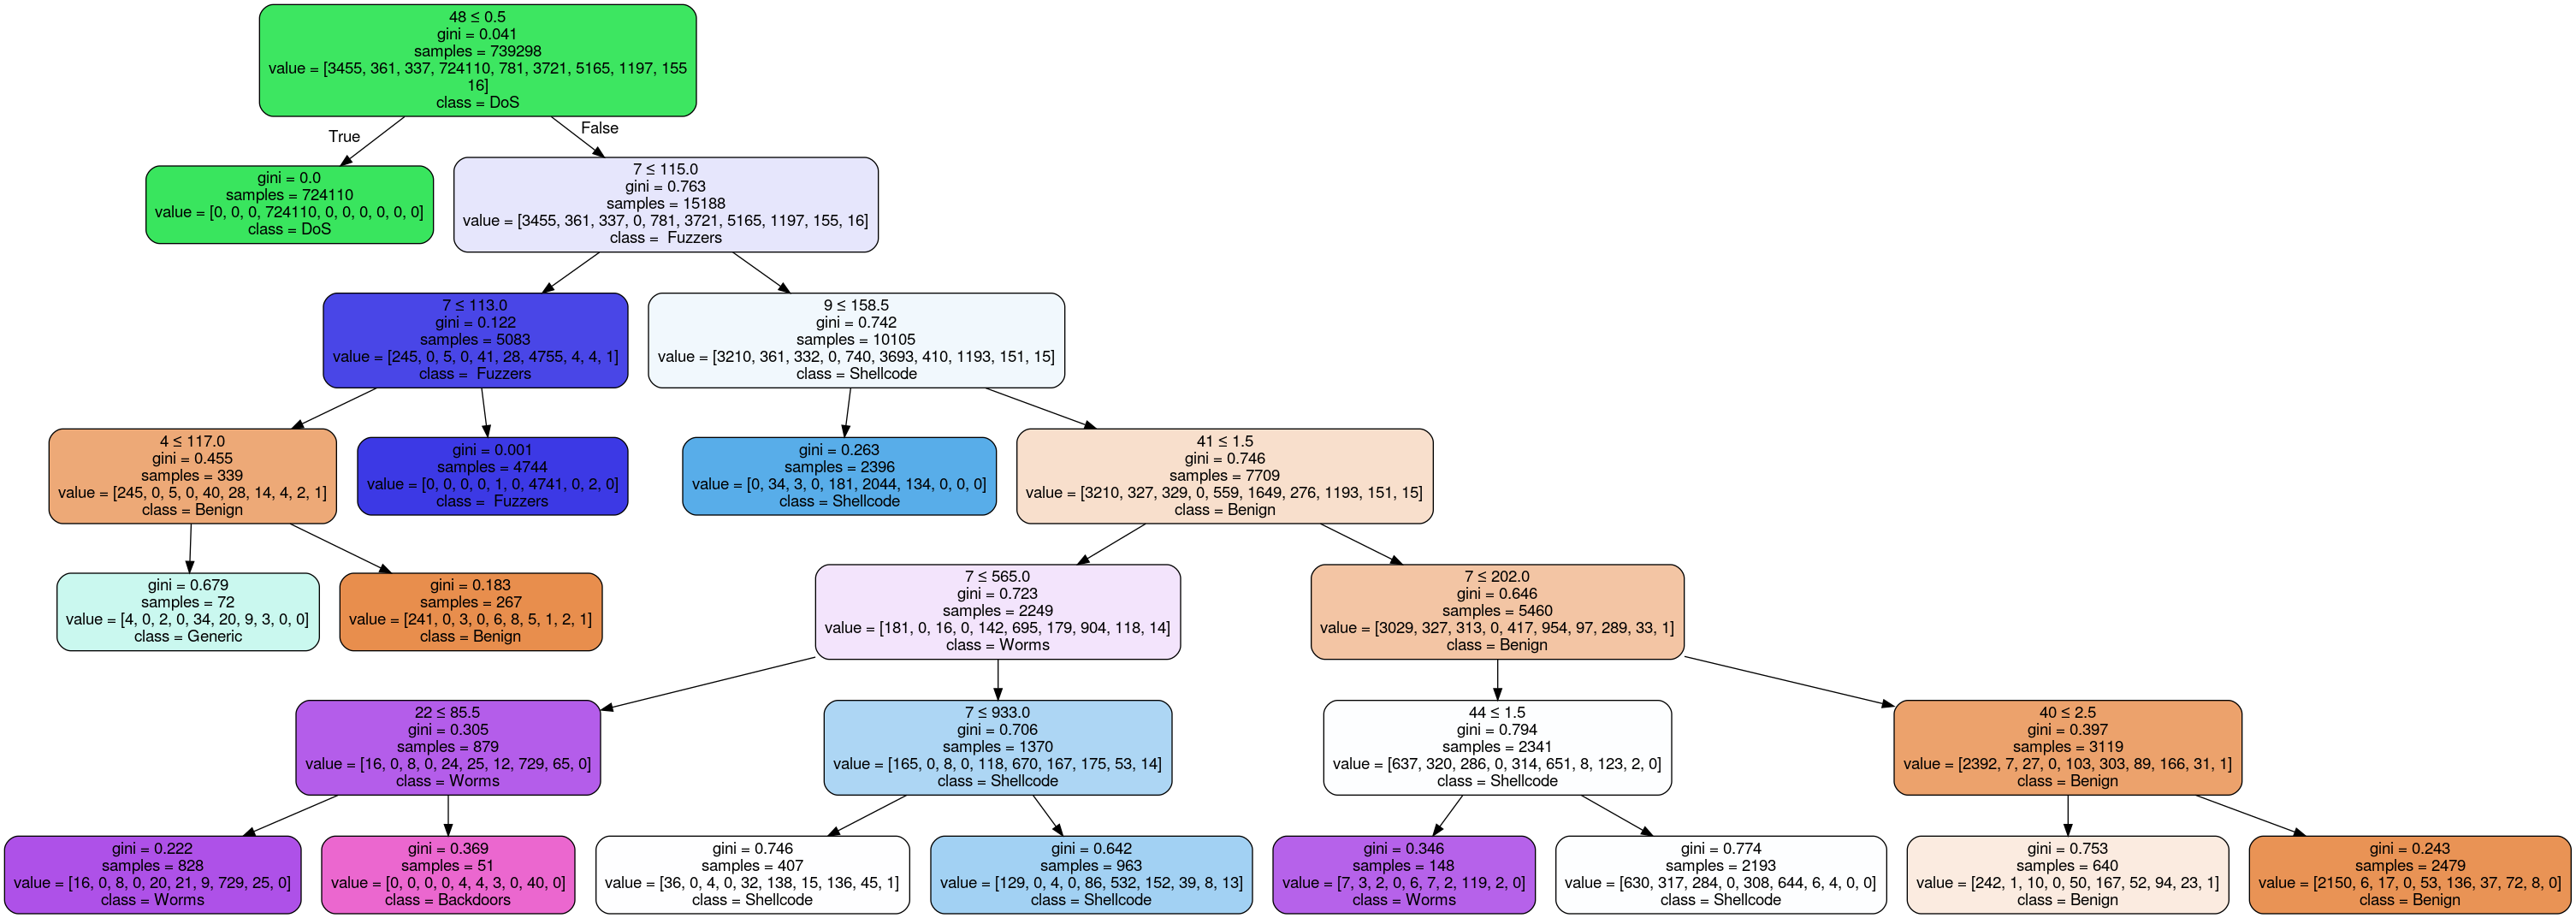 48 ≤ 0.5
gini = 0.041
samples = 739298
value = [3455, 361, 337, 724110, 781, 3721, 5165, 1197, 155
16]
class = DoS
True
False
gini = 0.0
samples = 724110
value = [0, 0, 0, 724110, 0, 0, 0, 0, 0, 0]
class = DoS
7 ≤ 115.0
gini = 0.763
samples = 15188
value = [3455, 361, 337, 0, 781, 3721, 5165, 1197, 155, 16]
class =  Fuzzers
7 ≤ 113.0
gini = 0.122
samples = 5083
value = [245, 0, 5, 0, 41, 28, 4755, 4, 4, 1]
class =  Fuzzers
9 ≤ 158.5
gini = 0.742
samples = 10105
value = [3210, 361, 332, 0, 740, 3693, 410, 1193, 151, 15]
class = Shellcode
4 ≤ 117.0
gini = 0.455
samples = 339
value = [245, 0, 5, 0, 40, 28, 14, 4, 2, 1]
class = Benign
gini = 0.001
samples = 4744
value = [0, 0, 0, 0, 1, 0, 4741, 0, 2, 0]
class =  Fuzzers
gini = 0.263
samples = 2396
value = [0, 34, 3, 0, 181, 2044, 134, 0, 0, 0]
class = Shellcode
41 ≤ 1.5
gini = 0.746
samples = 7709
value = [3210, 327, 329, 0, 559, 1649, 276, 1193, 151, 15]
class = Benign
gini = 0.679
samples = 72
value = [4, 0, 2, 0, 34, 20, 9, 3, 0, 0]
class = Generic
gini = 0.183
samples = 267
value = [241, 0, 3, 0, 6, 8, 5, 1, 2, 1]
class = Benign
7 ≤ 565.0
gini = 0.723
samples = 2249
value = [181, 0, 16, 0, 142, 695, 179, 904, 118, 14]
class = Worms
7 ≤ 202.0
gini = 0.646
samples = 5460
value = [3029, 327, 313, 0, 417, 954, 97, 289, 33, 1]
class = Benign
22 ≤ 85.5
gini = 0.305
samples = 879
value = [16, 0, 8, 0, 24, 25, 12, 729, 65, 0]
class = Worms
7 ≤ 933.0
gini = 0.706
samples = 1370
value = [165, 0, 8, 0, 118, 670, 167, 175, 53, 14]
class = Shellcode
44 ≤ 1.5
gini = 0.794
samples = 2341
value = [637, 320, 286, 0, 314, 651, 8, 123, 2, 0]
class = Shellcode
40 ≤ 2.5
gini = 0.397
samples = 3119
value = [2392, 7, 27, 0, 103, 303, 89, 166, 31, 1]
class = Benign
gini = 0.222
samples = 828
value = [16, 0, 8, 0, 20, 21, 9, 729, 25, 0]
class = Worms
gini = 0.369
samples = 51
value = [0, 0, 0, 0, 4, 4, 3, 0, 40, 0]
class = Backdoors
gini = 0.746
samples = 407
value = [36, 0, 4, 0, 32, 138, 15, 136, 45, 1]
class = Shellcode
gini = 0.642
samples = 963
value = [129, 0, 4, 0, 86, 532, 152, 39, 8, 13]
class = Shellcode
gini = 0.346
samples = 148
value = [7, 3, 2, 0, 6, 7, 2, 119, 2, 0]
class = Worms
gini = 0.774
samples = 2193
value = [630, 317, 284, 0, 308, 644, 6, 4, 0, 0]
class = Shellcode
gini = 0.753
samples = 640
value = [242, 1, 10, 0, 50, 167, 52, 94, 23, 1]
class = Benign
gini = 0.243
samples = 2479
value = [2150, 6, 17, 0, 53, 136, 37, 72, 8, 0]
class = Benign